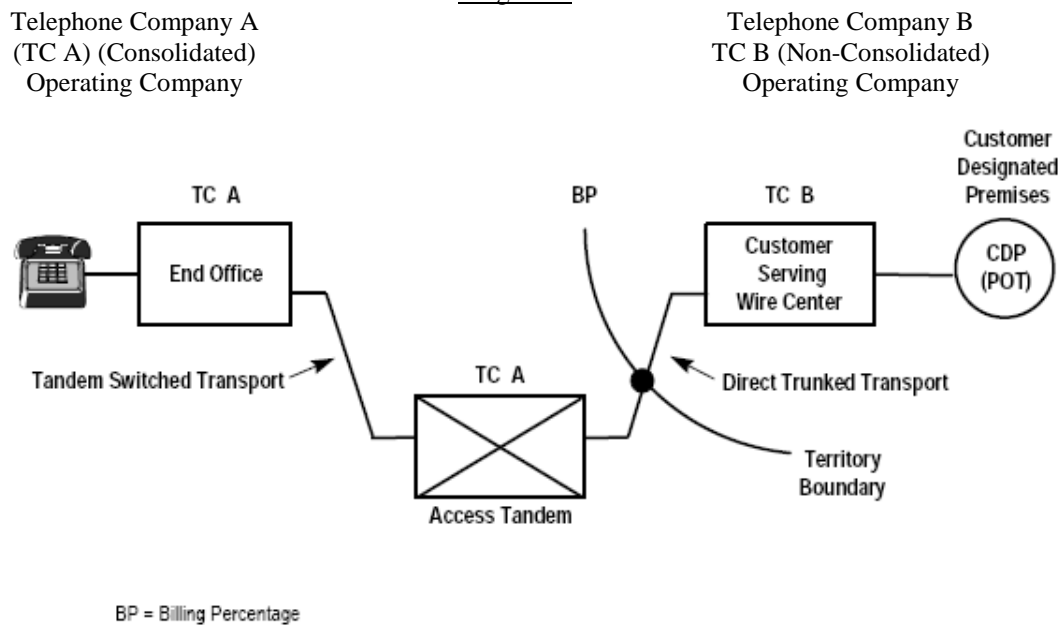 Telephone Company A
(TC A) (Consolidated)
Operating Company
Telephone Company B
TC B (Non-Consolidated)
Operating Company
Customer
Designated
Premises
TC A
BP
TC B
End Office
Customer
Serving
Wire Center
CDP
(POT)
Tandem Switched Transport
TC A
Direct Trunked Transport
Territory
Boundary
Access Tandem
BP = Billing Percentage